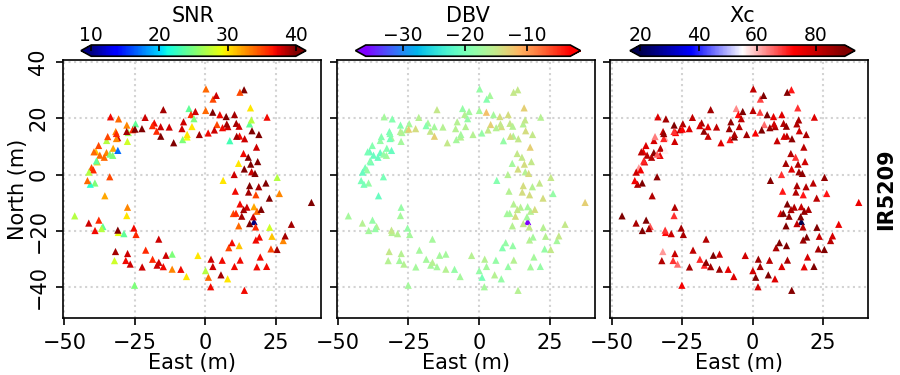 SNR DBV Xc
10 20 30 40 −30 −20 −10 20 40 60 80
40
20
0
−20
−40
North (m)
−50 −25 0 25 −50 −25 0 25 −50 −25 0 25
East (m) East (m) East (m)
IR5209